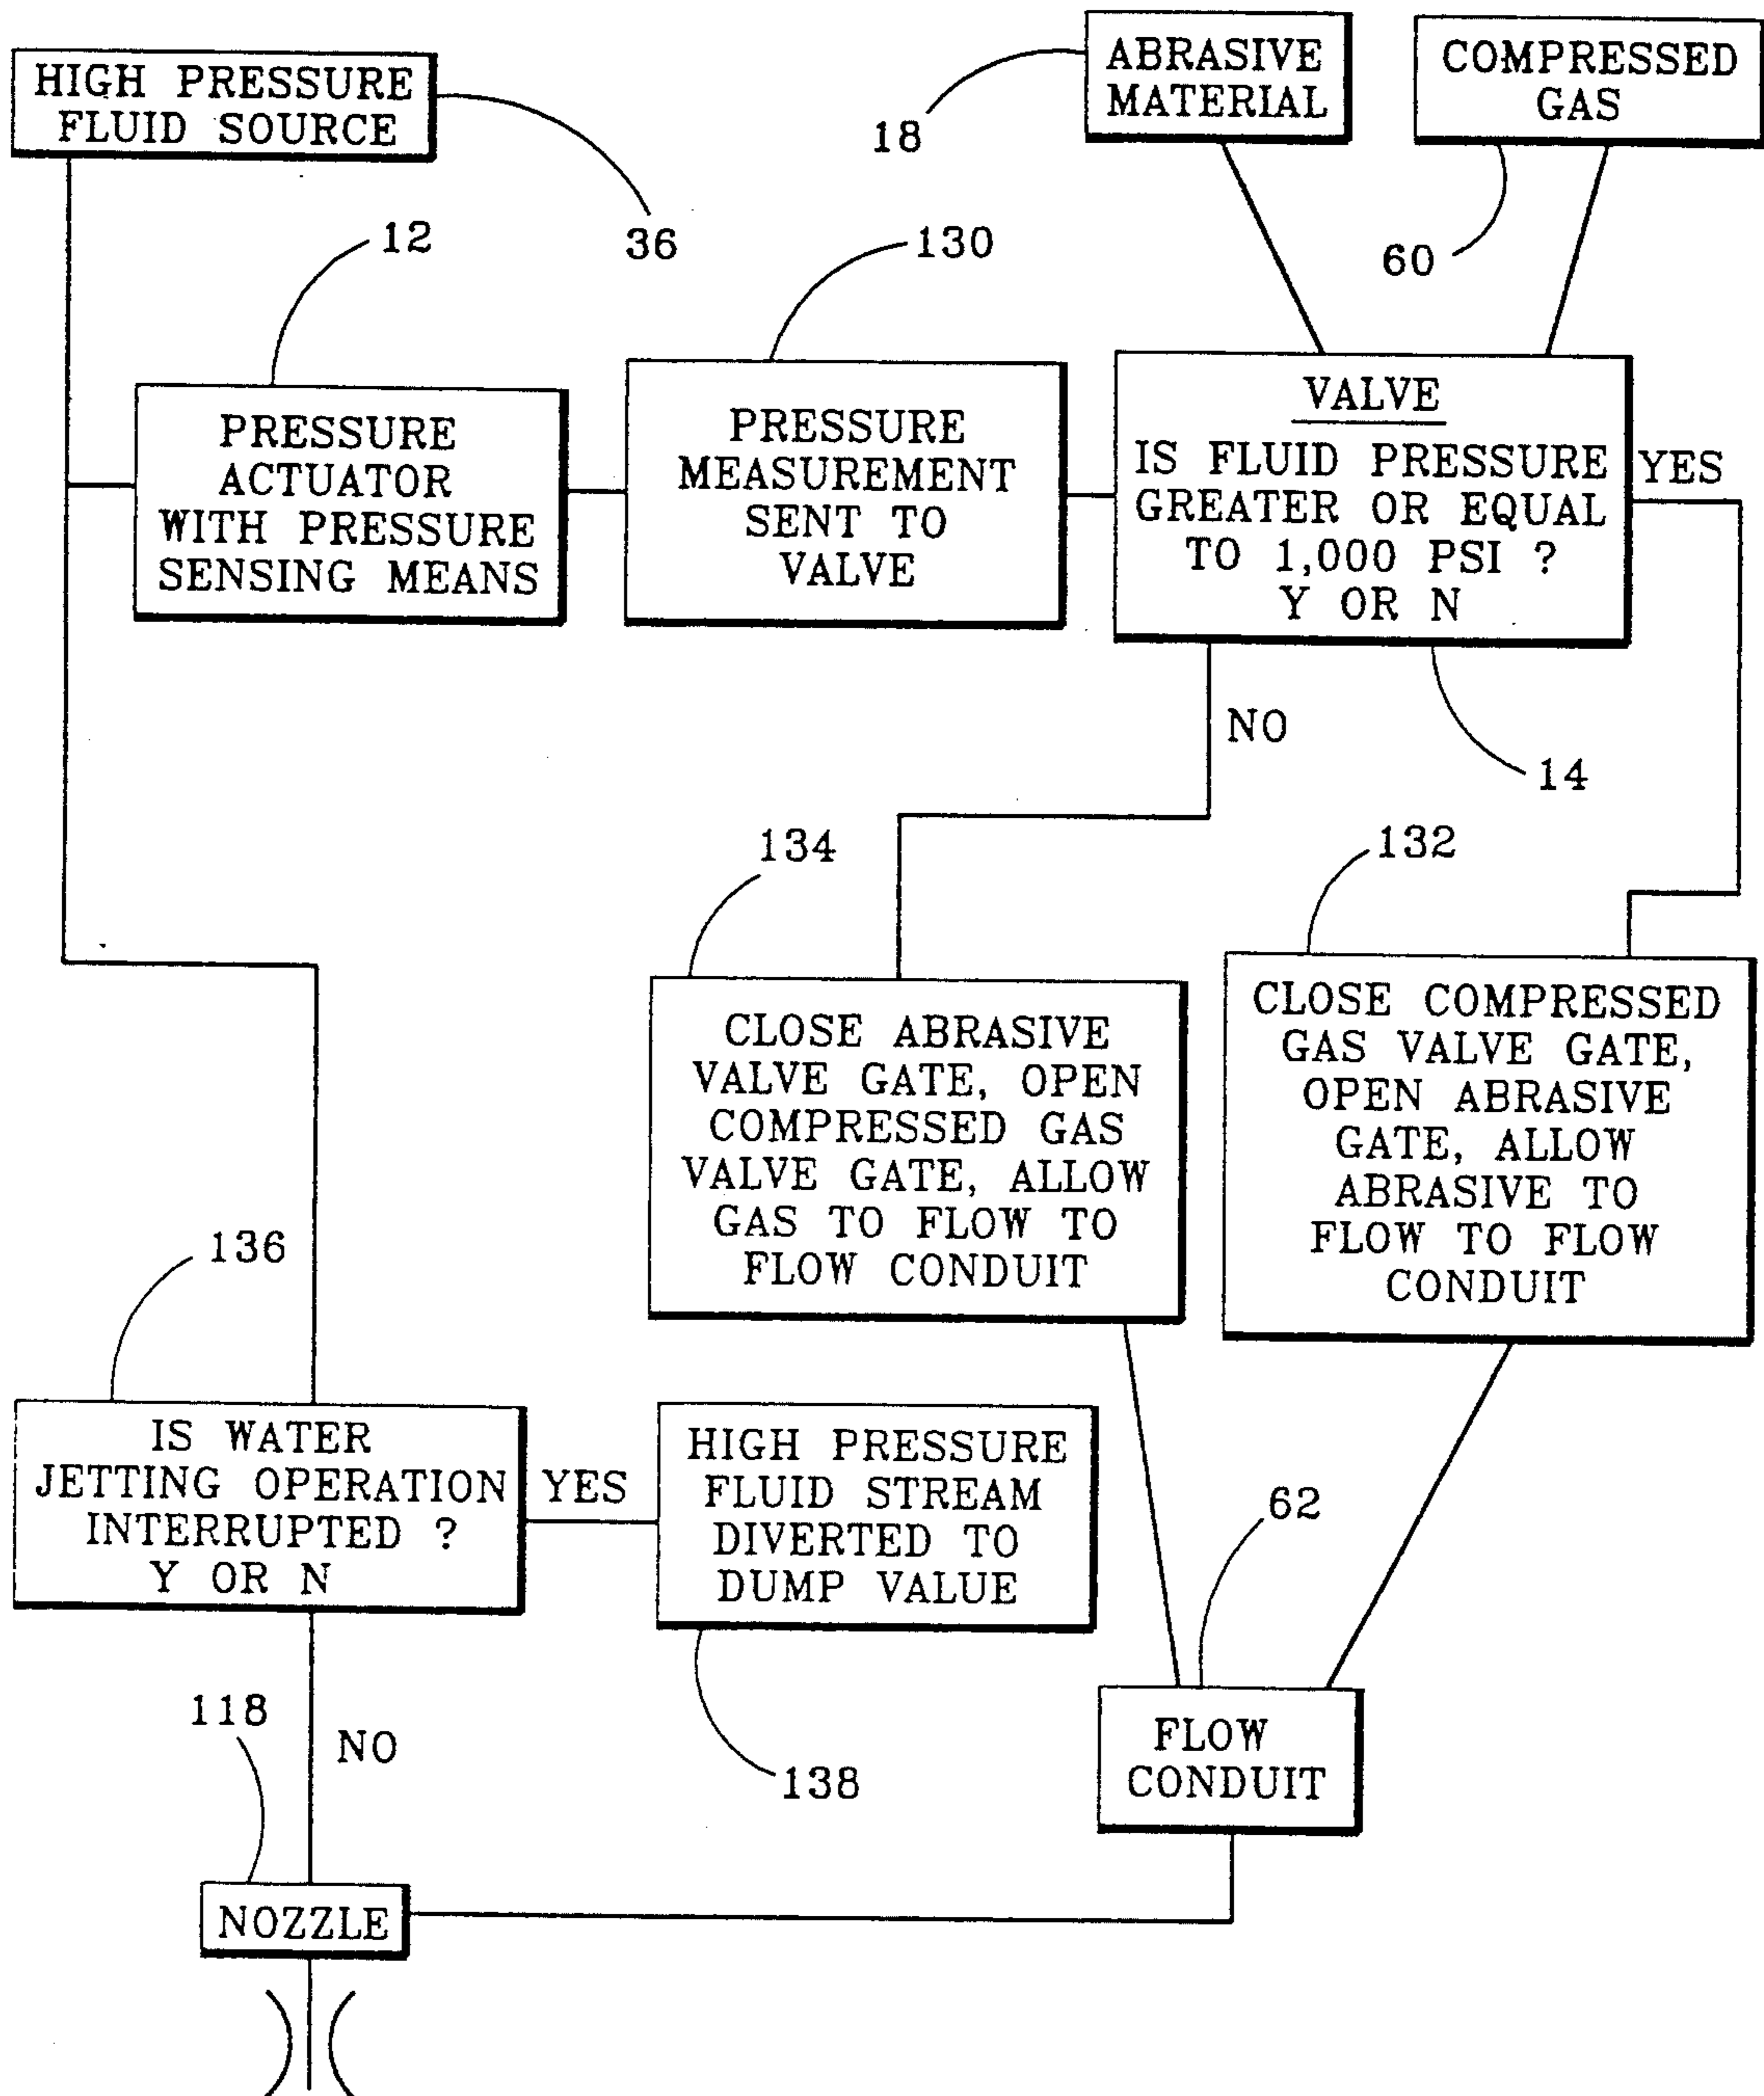 HIGH PRESSURE
FLUID SOURCE
36
ABRASIVE
MATERIAL
18
COMPRESSED
GAS
60
12
PRESSURE
ACTUATOR
WITH PRESSURE
SENSING MEANS
130
PRESSURE
MEASUREMENT
SENT TO
VALVE
VALVE
IS FLUID PRESSURE
GREATER OR EQUAL
TO 1,000 PSI ?
Y OR N
YES
NO
14
134
CLOSE ABRASIVE
VALVE GATE, OPEN
COMPRESSED GAS
VALVE GATE, ALLOW
GAS TO FLOW TO
FLOW CONDUIT
132
CLOSE COMPRESSED
GAS VALVE GATE,
OPEN ABRASIVE
GATE, ALLOW
ABRASIVE TO
FLOW TO FLOW
CONDUIT
136
IS WATER
JETTING OPERATION
INTERRUPTED ?
Y OR N
YES
HIGH PRESSURE
FLUID STREAM
DIVERTED TO
DUMP VALUE
138
62
FLOW
CONDUIT
NO
118
NOZZLE